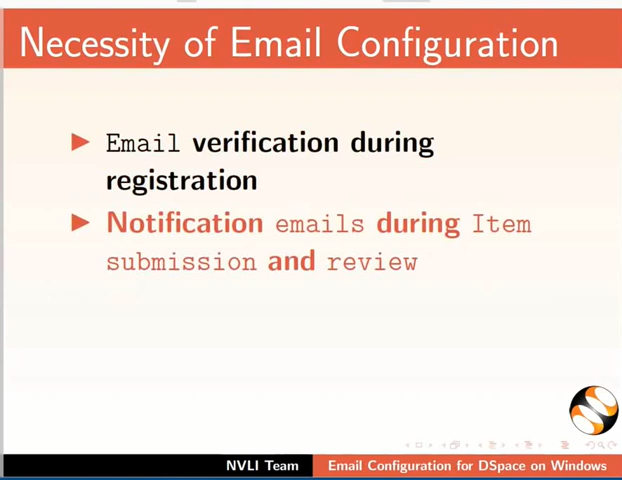 Necessity of Email Configuration
Email verification during
registration
Notification emails during Item
submission and review
NVLI Team
Email Configuration for DSpace on Windows